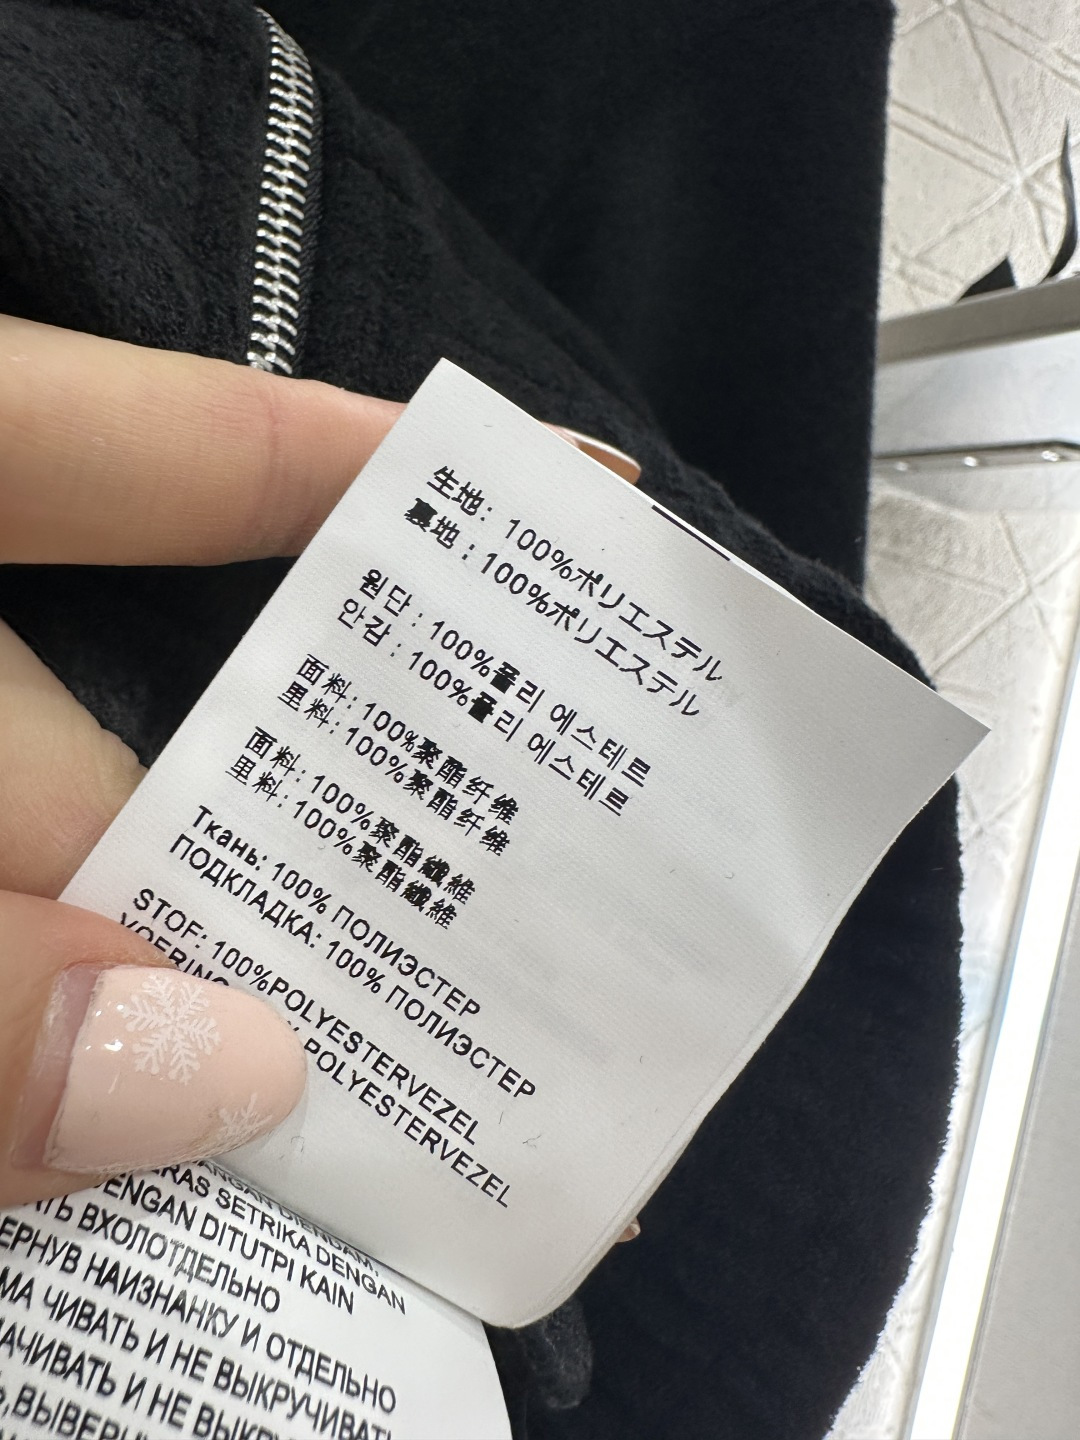 生地: 100%ポリエステル
裏地: 100%ポリエステル
원단: 100%폴리 에스테르
안감: 100%폴리 에스테르
面料: 100%聚酯纤维
里料: 100%聚酯纤维
面料: 100%聚酯纖維
里料: 100%聚酯纖維
Ткань: 100% ПОЛИЭСТЕР
ПОДКЛАДКА: 100% ПОЛИЭСТЕР
STOF: 100%POLYESTERVEZEL
VOERING POLYESTERVEZEL
SETRIKA DENGAN
DENGAN DITUTPI KAIN
ВХОЛОТДЕЛЬНО
НАИЗНАНКУ И ОТДЕЛЬНО
ЧИВАТЬ И НЕ ВЫКРУЧИВАТЬ
И НЕ